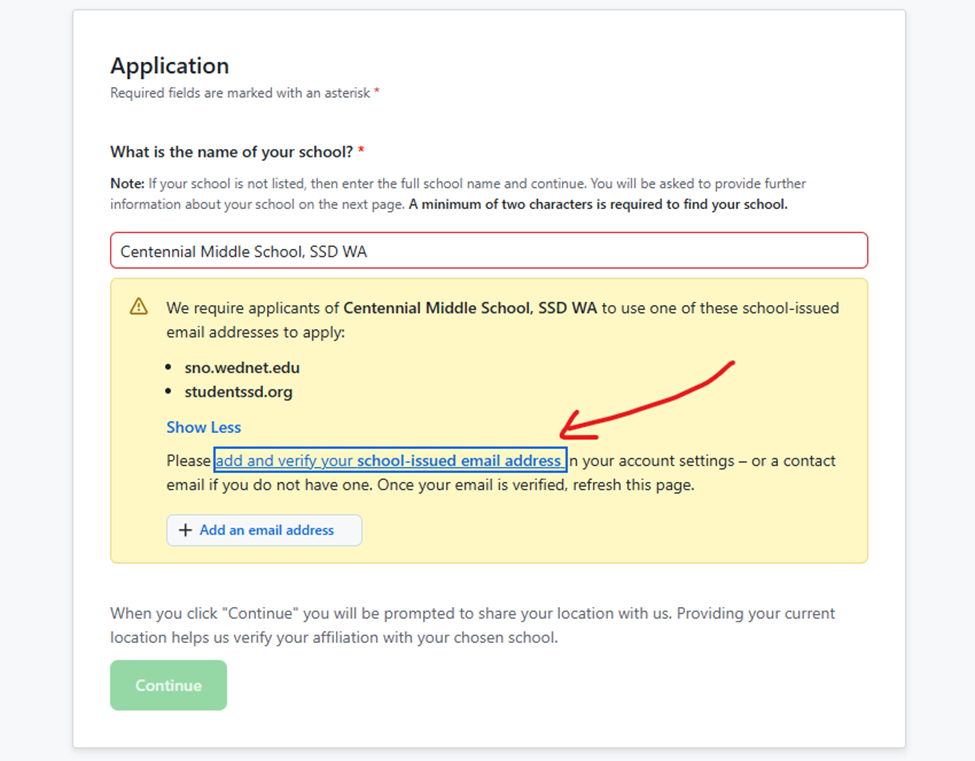 Application
Required fields are marked with an asterisk *
What is the name of your school? *
Note: If your school is not listed, then enter the full school name and continue. You will be asked to provide further
information about your school on the next page. A minimum of two characters is required to find your school.
Centennial Middle School, SSD WA
We require applicants of Centennial Middle School, SSD WA to use one of these school-issued
email addresses to apply:
• sno.wednet.edu
• studentssd.org
Show Less
Please add and verify your school-issued email address n your account settings – or a contact
email if you do not have one. Once your email is verified, refresh this page.
+ Add an email address
When you click "Continue" you will be prompted to share your location with us. Providing your current
location helps us verify your affiliation with your chosen school.
Continue